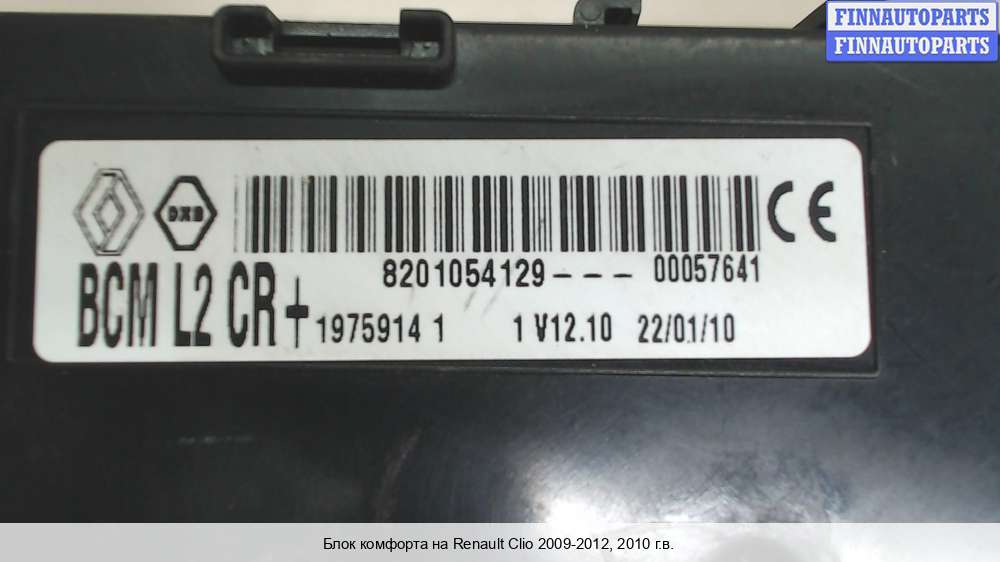 FINNAUTOPARTS
FINNAUTOPARTS
8201054129--- 00057641
BCM L2 CR+ 1975914 1 1 V12.10 22/01/10
Блок комфорта на Renault Clio 2009-2012, 2010 г.в.